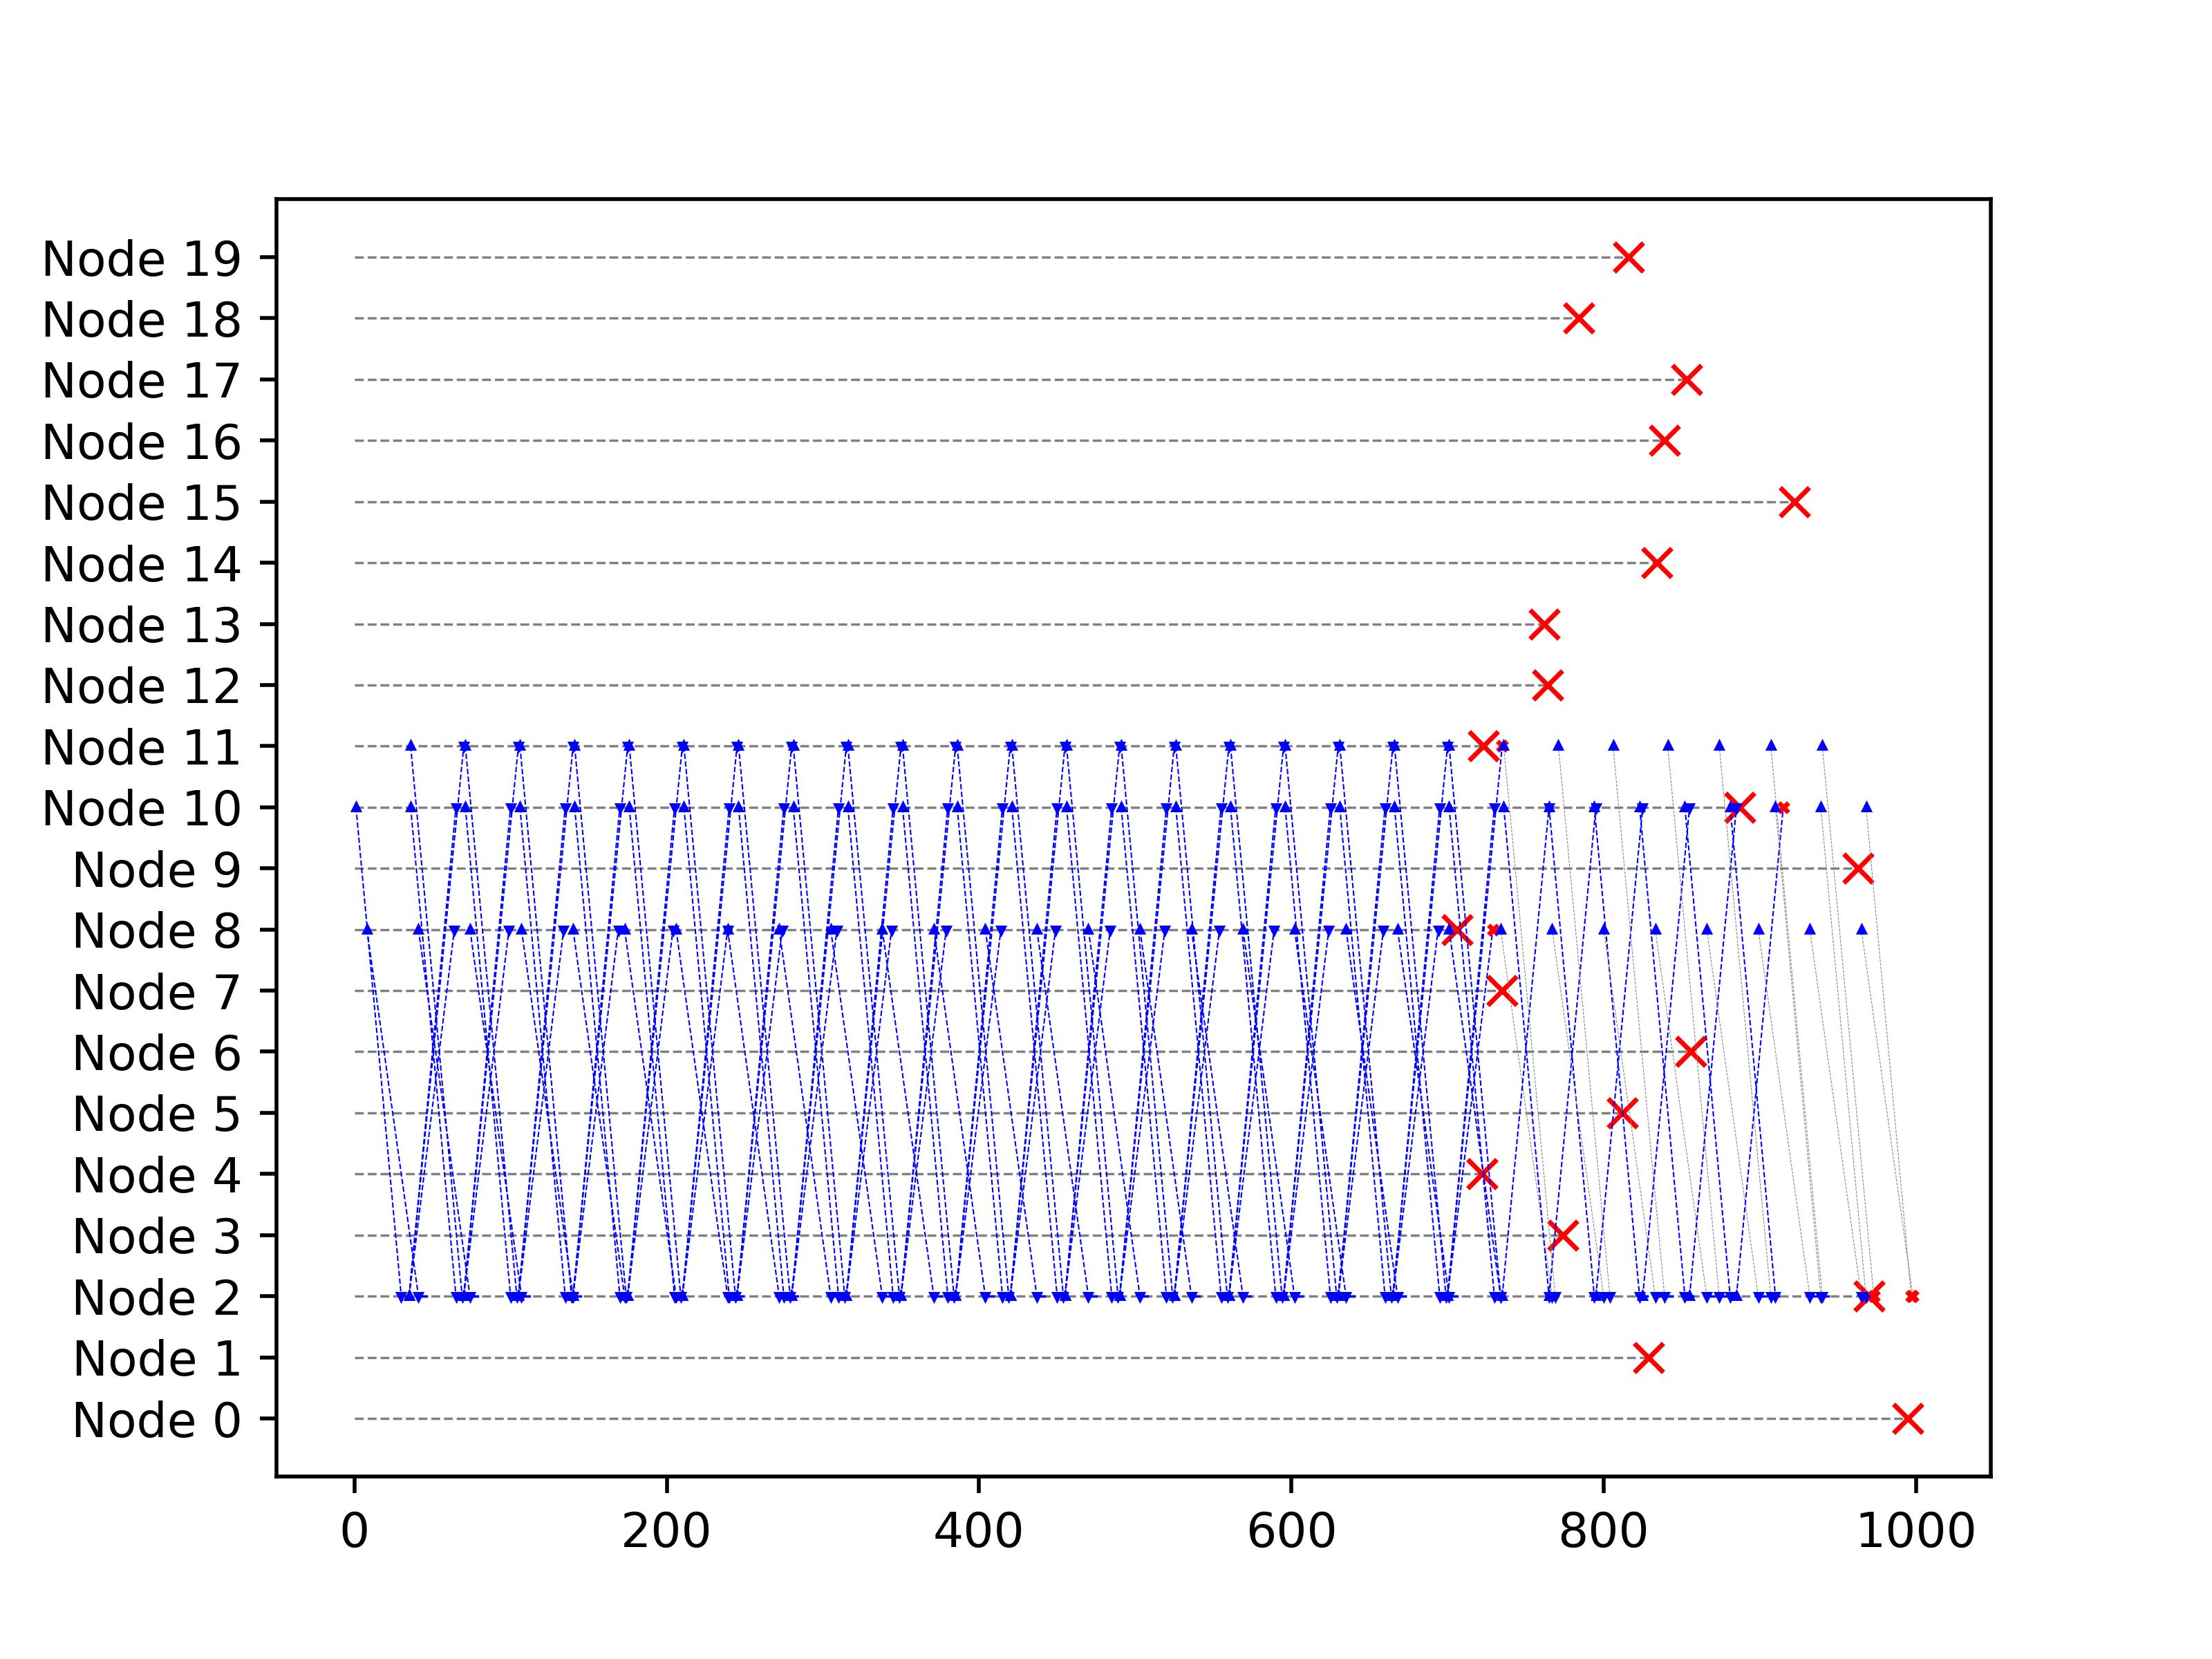 Node 19
Node 18
Node 17
Node 16
Node 15
Node 14
Node 13
Node 12
Node 11
Node 10
Node 9
Node 8
Node 7
Node 6
Node 5
Node 4
Node 3
Node 2
Node 1
Node 0
0 200 400 600 800 1000